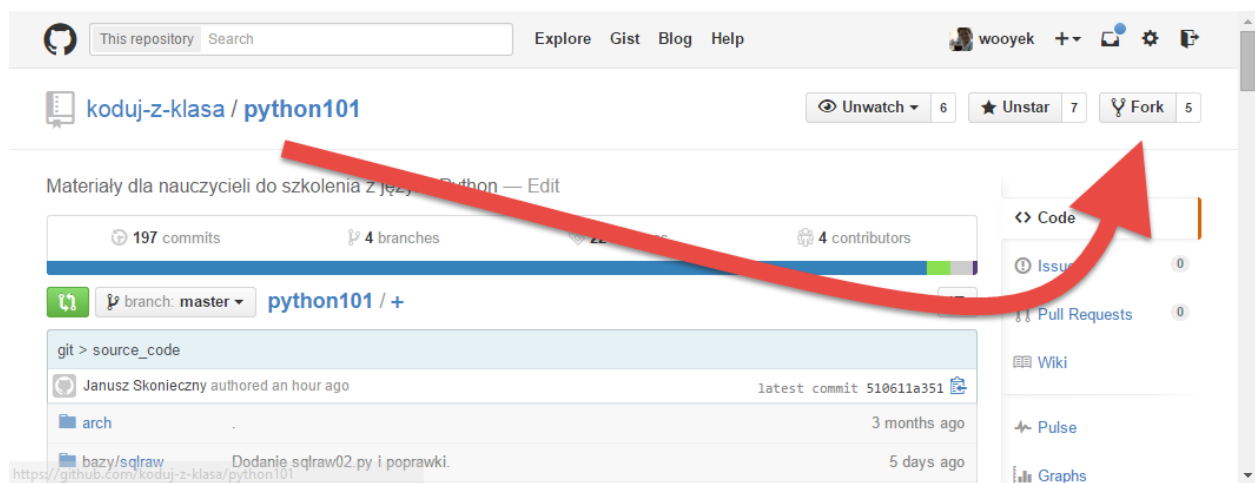 This repository Search Explore Gist Blog Help wooyek
koduj-z-klasa / python101 Unwatch 6 Unstar 7 Fork 5
Materiały dla nauczycieli do szkolenia z Python — Edit
<> Code
197 commits 4 branches 4 contributors
Issues 0
branch: master python101 / +
Pull Requests 0
git > source_code
Wiki
Janusz Skonieczny authored an hour ago latest commit 510611a351
arch . 3 months ago
Pulse
bazy/sqlraw Dodanie sqlraw02.py i poprawki. 5 days ago
https://github.com/koduj-z-klasa/python101
Graphs